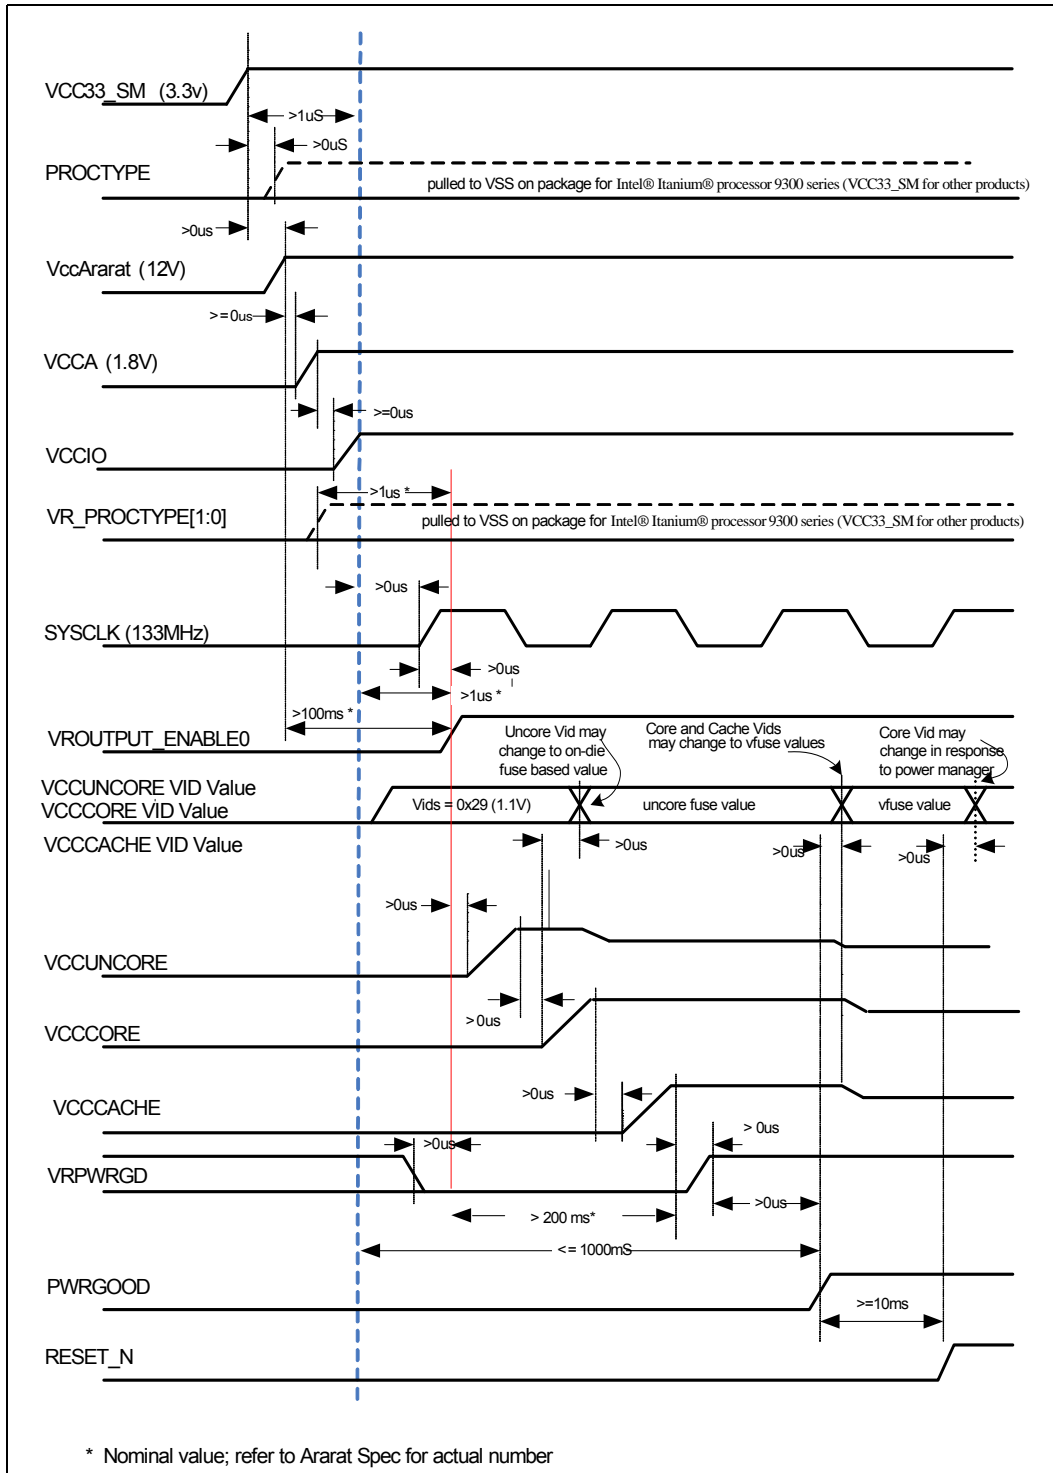 VCC33_SM (3.3v)
>1uS
>0uS
PROCTYPE
pulled to VSS on package for Intel® Itanium® processor 9300 series (VCC33_SM for other products)
>0us
VccArarat (12V)
>=0us
VCCA (1.8V)
>=0us
VCCIO
>1us *
VR_PROCTYPE[1:0]
pulled to VSS on package for Intel® Itanium® processor 9300 series (VCC33_SM for other products)
>0us
SYSCLK (133MHz)
>0us
>1us *
>100ms *
VROUTPUT_ENABLE0
Uncore Vid may
change to on-die
fuse based value
Core and Cache Vids
may change to vfuse values
Core Vid may
change in response
to power manager
VCCUNCORE VID Value
VCCCORE VID Value
VCCCACHE VID Value
Vids = 0x29 (1.1V)
uncore fuse value
vfuse value
>0us
>0us
>0us
>0us
VCCUNCORE
>0us
VCCCORE
>0us
VCCCACHE
>0us
> 0us
VRPWRGD
>0us
> 200 ms*
<= 1000mS
PWRGOOD
>=10ms
RESET_N
* Nominal value; refer to Ararat Spec for actual number